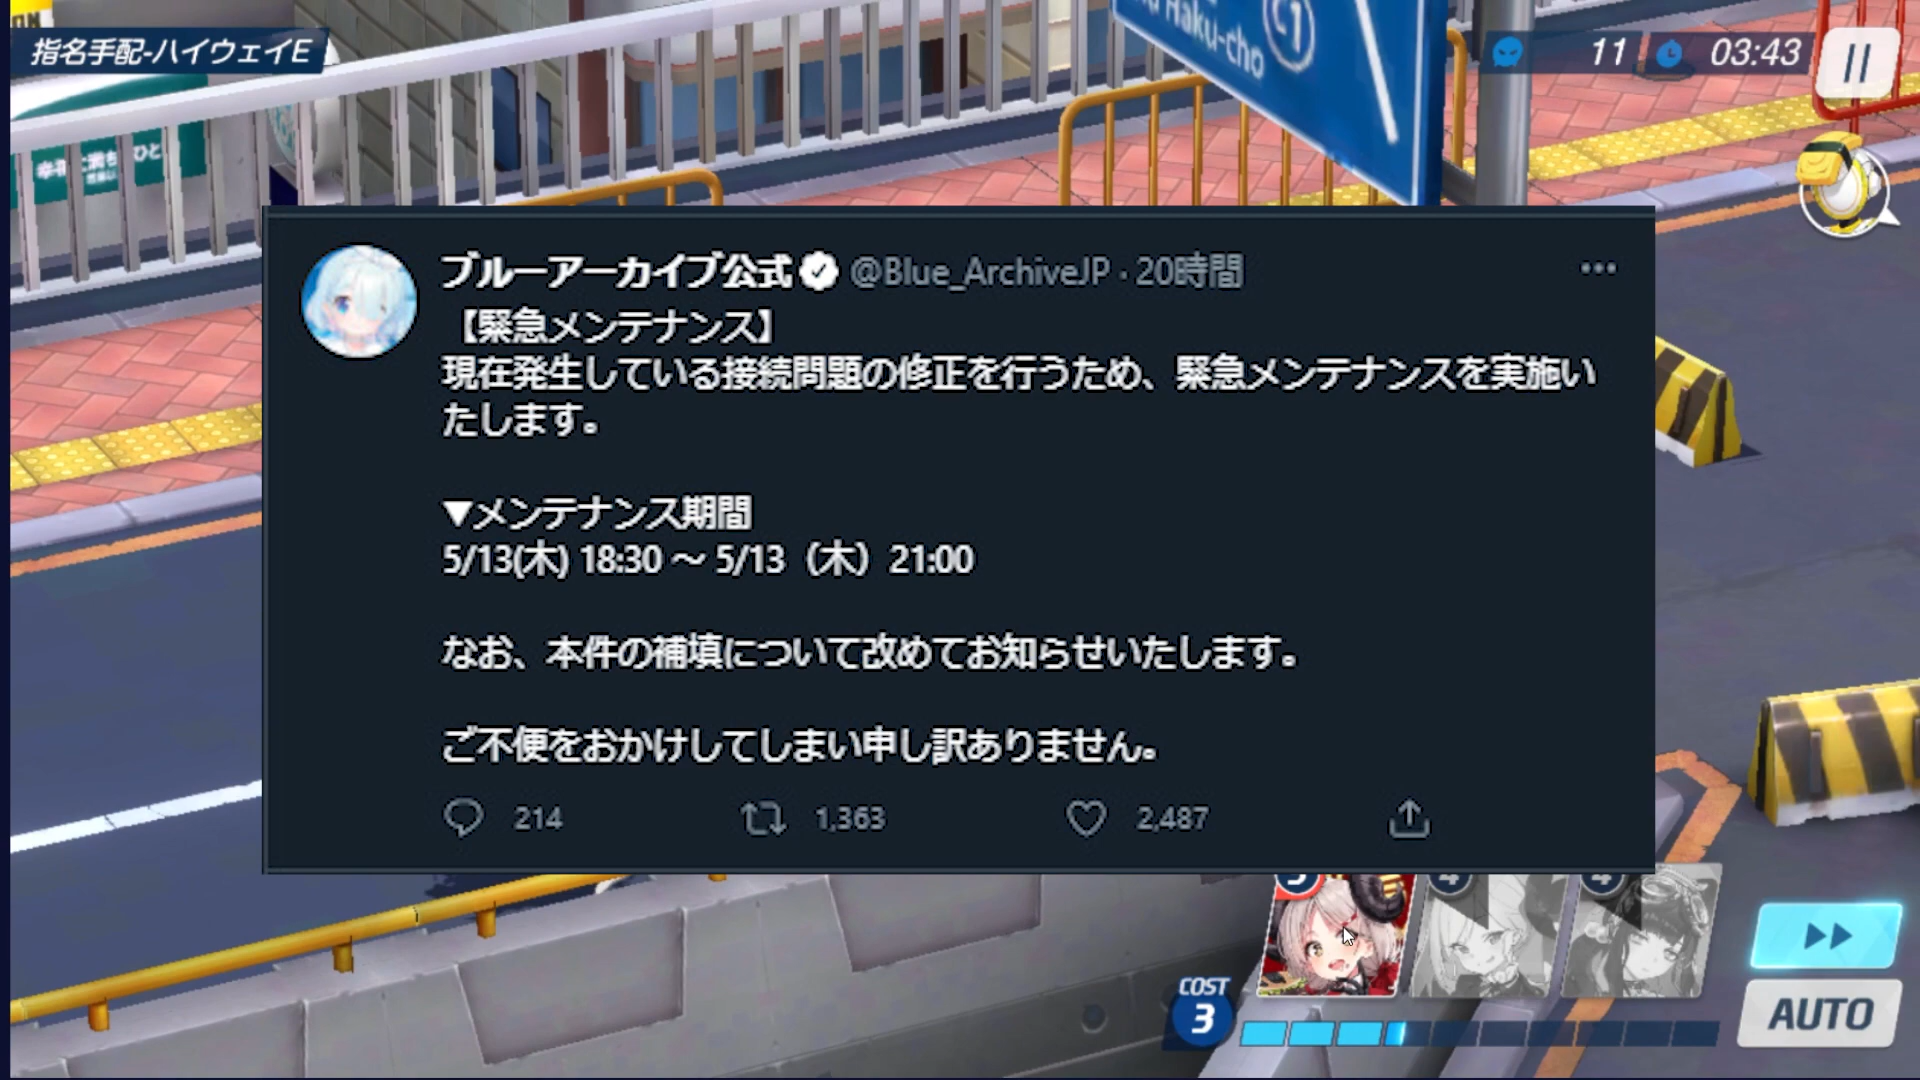 指名手配-ハイウェイE
Haku-cho
C1
11
03:43
ブルーアーカイブ公式 @Blue_ArchiveJP · 20時間
【緊急メンテナンス】
現在発生している接続問題の修正を行うため、緊急メンテナンスを実施い
たします。
▼メンテナンス期間
5/13(木) 18:30 〜 5/13（木）21:00
なお、本件の補填について改めてお知らせいたします。
ご不便をおかけしてしまい申し訳ありません。
214
1,363
2,487
COST
3
AUTO